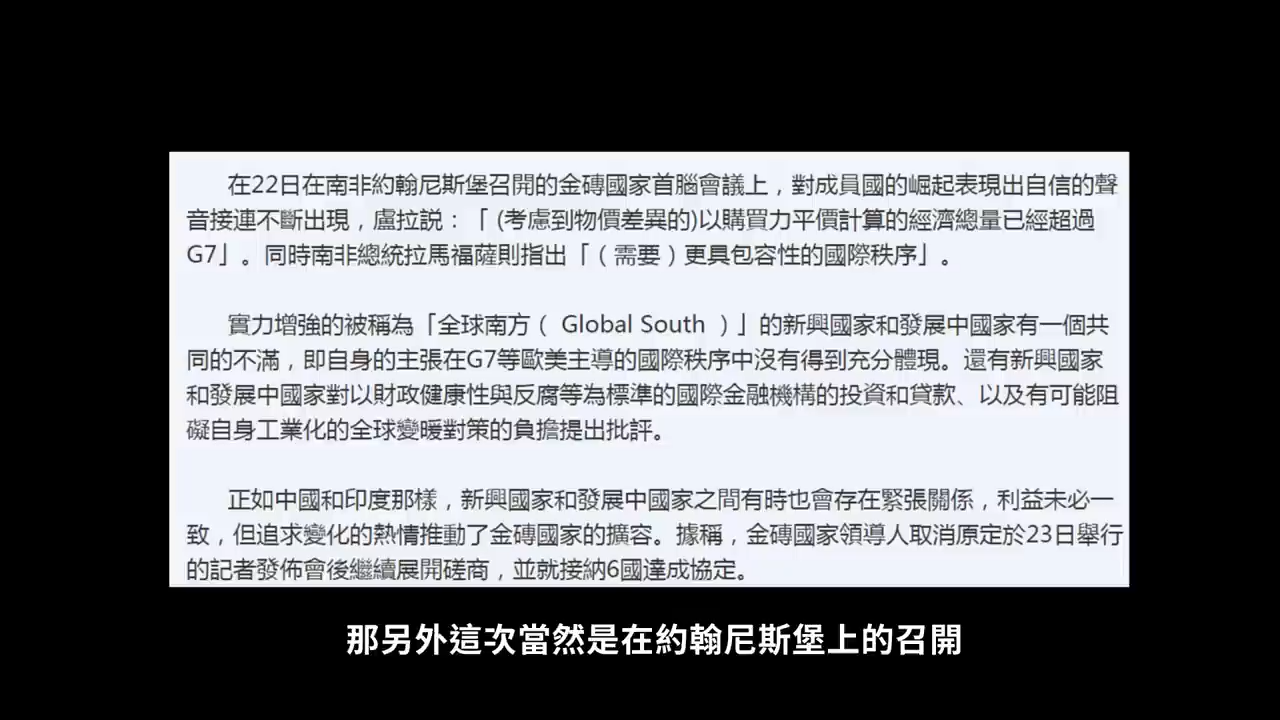 在22日在南非約翰尼斯堡召開的金磚國家首腦會議上，對成員國的崛起表現出自信的聲
音接連不斷出現，盧拉説：「 (考慮到物價差異的)以購買力平價計算的經濟總量已經超過
G7」。同時南非總統拉馬福薩則指出「（需要）更具包容性的國際秩序」。
實力增強的被稱為「全球南方（ Global South ）」的新興國家和發展中國家有一個共
同的不滿，即自身的主張在G7等歐美主導的國際秩序中沒有得到充分體現。還有新興國家
和發展中國家對以財政健康性與反腐等為標準的國際金融機構的投資和貸款、以及有可能阻
礙自身工業化的全球變暖對策的負擔提出批評。
正如中國和印度那樣，新興國家和發展中國家之間有時也會存在緊張關係，利益未必一
致，但追求變化的熱情推動了金磚國家的擴容。據稱，金磚國家領導人取消原定於23日舉行
的記者發佈會後繼續展開磋商，並就接納6國達成協定。
那另外這次當然是在約翰尼斯堡上的召開